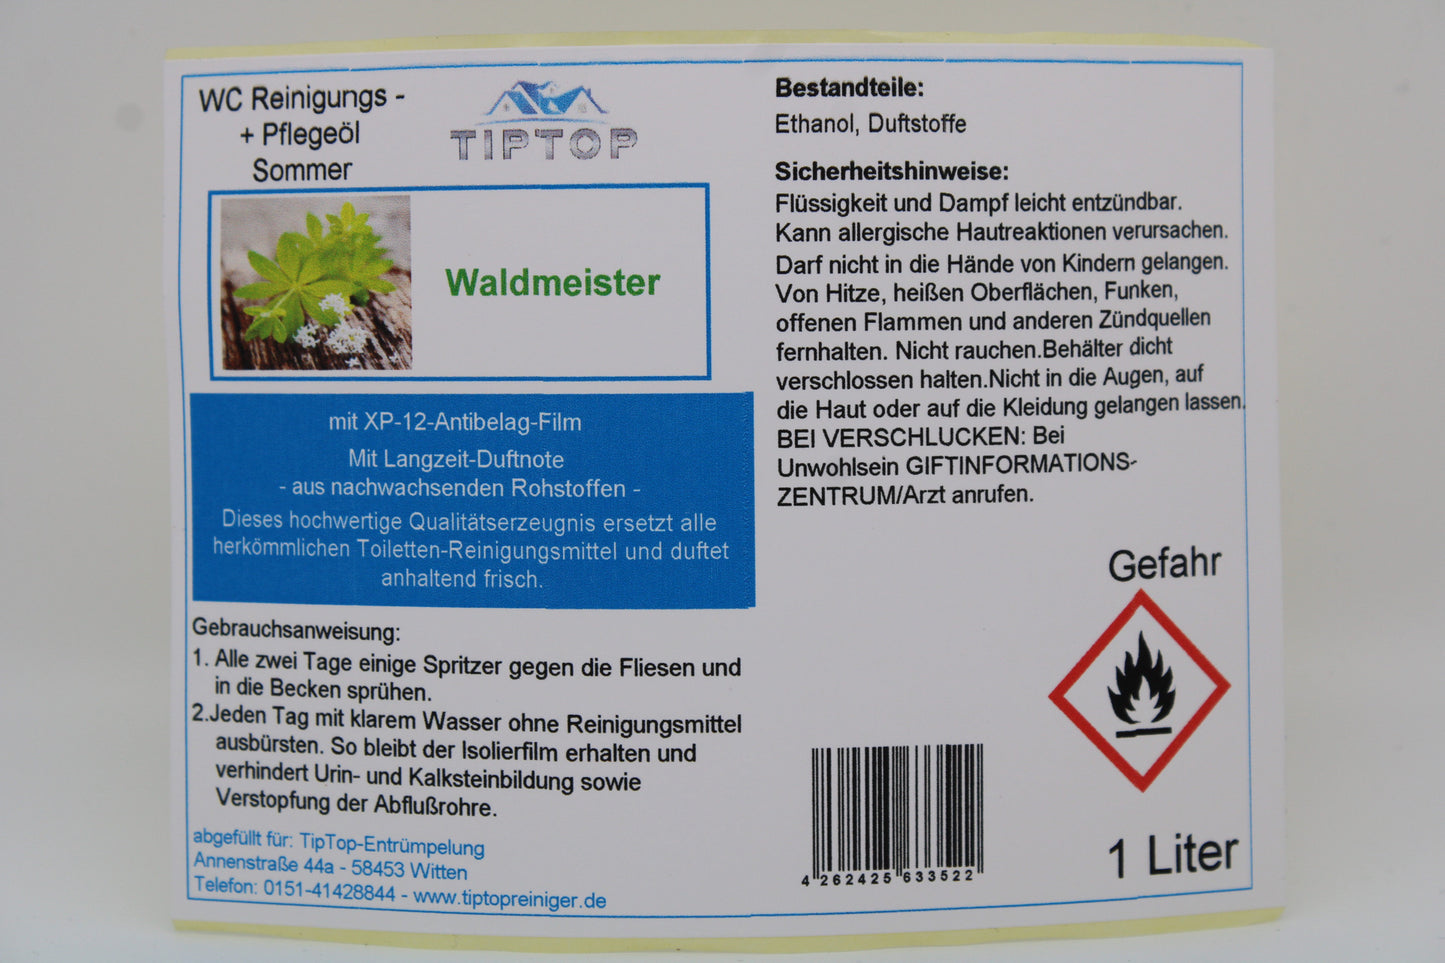 WC Reinigungs -
+ Pflegeöl
Sommer
TIPTOP
Waldmeister
mit XP-12-Antibelag-Film
Mit Langzeit-Duftnote
- aus nachwachsenden Rohstoffen -
Dieses hochwertige Qualitätserzeugnis ersetzt alle
herkömmlichen Toiletten-Reinigungsmittel und duftet
anhaltend frisch.
Gebrauchsanweisung:
1. Alle zwei Tage einige Spritzer gegen die Fliesen und
in die Becken sprühen.
2.Jeden Tag mit klarem Wasser ohne Reinigungsmittel
ausbürsten. So bleibt der Isolierfilm erhalten und
verhindert Urin- und Kalksteinbildung sowie
Verstopfung der Abflußrohre.
abgefüllt für: TipTop-Entrümpelung
Annenstraße 44a - 58453 Witten
Telefon: 0151-41428844 - www.tiptopreiniger.de
Bestandteile:
Ethanol, Duftstoffe
Sicherheitshinweise:
Flüssigkeit und Dampf leicht entzündbar.
Kann allergische Hautreaktionen verursachen.
Darf nicht in die Hände von Kindern gelangen.
Von Hitze, heißen Oberflächen, Funken,
offenen Flammen und anderen Zündquellen
fernhalten. Nicht rauchen.Behälter dicht
verschlossen halten.Nicht in die Augen, auf
die Haut oder auf die Kleidung gelangen lassen.
BEI VERSCHLUCKEN: Bei
Unwohlsein GIFTINFORMATIONS-
ZENTRUM/Arzt anrufen.
Gefahr
4 262425 633522
1 Liter